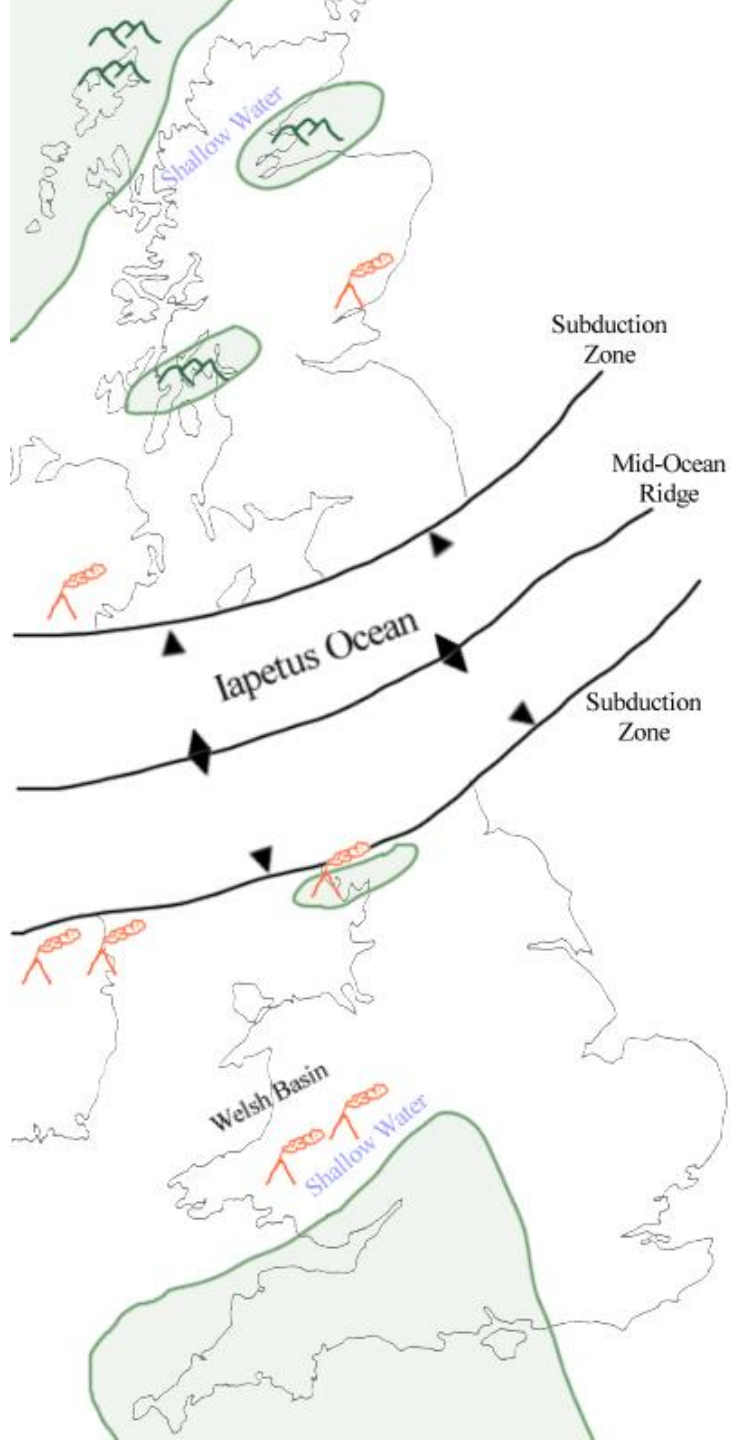 Shallow Water
Subduction
Zone
Mid-Ocean
Ridge
Iapetus Ocean
Subduction
Zone
Welsh Basin
Shallow Water